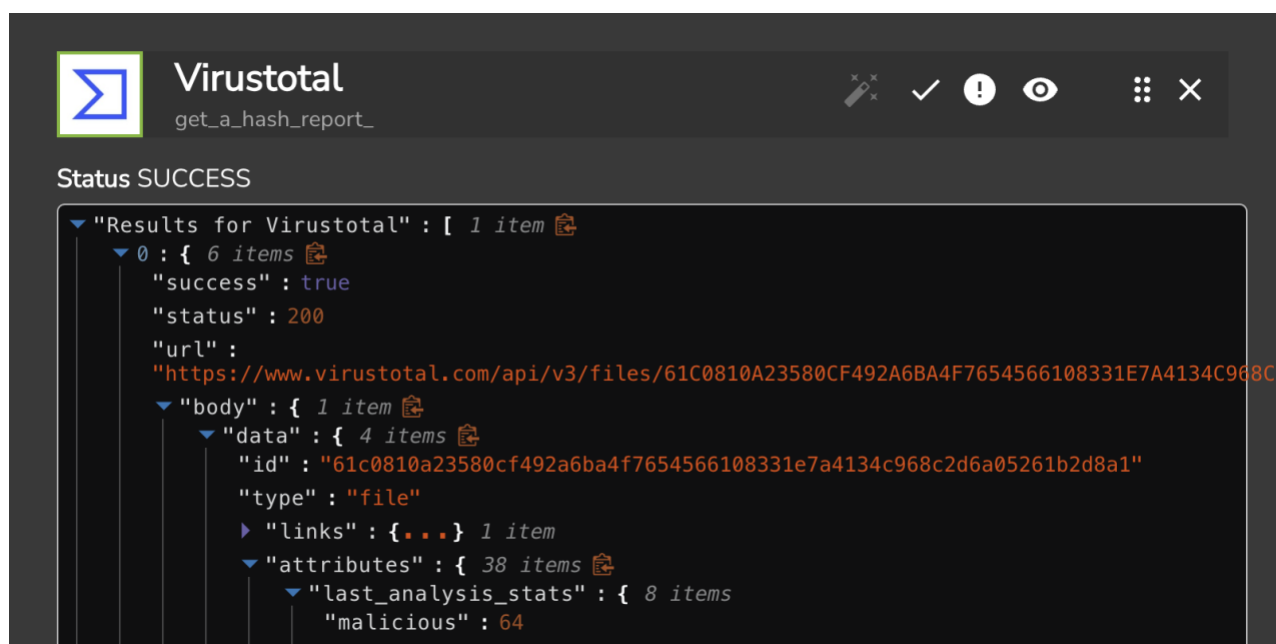 Virustotal
get_a_hash_report_
Status SUCCESS
"Results for Virustotal" : [ 1 item
0 : { 6 items
"success" : true
"status" : 200
"url" :
"https://www.virustotal.com/api/v3/files/61C0810A23580CF492A6BA4F7654566108331E7A4134C968C
"body" : { 1 item
"data" : { 4 items
"id" : "61c0810a23580cf492a6ba4f7654566108331e7a4134c968c2d6a05261b2d8a1"
"type" : "file"
"links" : {...} 1 item
"attributes" : { 38 items
"last_analysis_stats" : { 8 items
"malicious" : 64